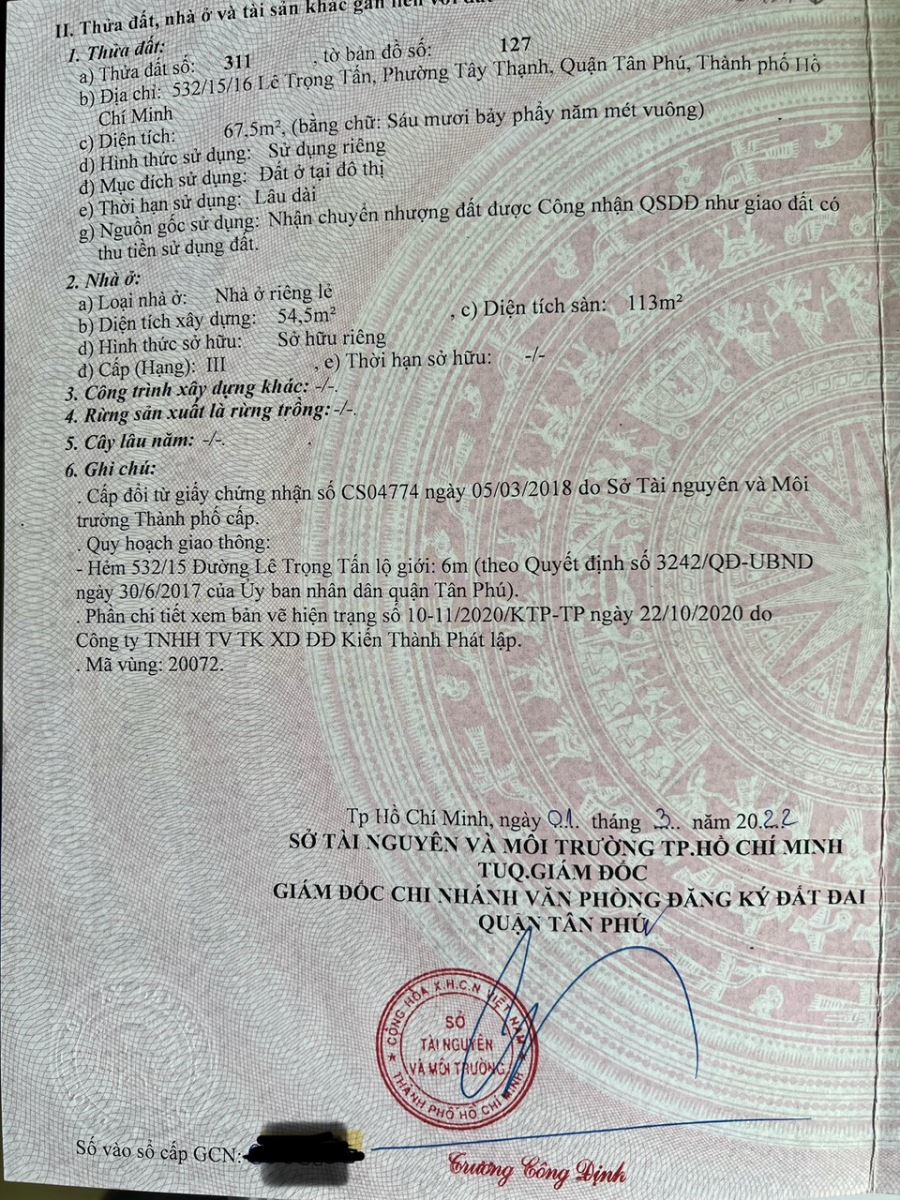 II. Thửa đất, nhà ở và tài sản khác gắn liền với đất
1. Thửa đất:
a) Thửa đất số: 311 , tờ bản đồ số: 127
b) Địa chỉ: 532/15/16 Lê Trọng Tấn, Phường Tây Thạnh, Quận Tân Phú, Thành phố Hồ
Chí Minh
c) Diện tích: 67,5m², (bằng chữ: Sáu mươi bảy phẩy năm mét vuông)
d) Hình thức sử dụng: Sử dụng riêng
đ) Mục đích sử dụng: Đất ở tại đô thị
e) Thời hạn sử dụng: Lâu dài
g) Nguồn gốc sử dụng: Nhận chuyển nhượng đất được Công nhận QSDĐ như giao đất có
thu tiền sử dụng đất.
2. Nhà ở:
a) Loại nhà ở: Nhà ở riêng lẻ
b) Diện tích xây dựng: 54,5m² , c) Diện tích sàn: 113m²
d) Hình thức sở hữu: Sở hữu riêng
đ) Cấp (Hạng): III , e) Thời hạn sở hữu: -/-
3. Công trình xây dựng khác: -/-.
4. Rừng sản xuất là rừng trồng: -/-.
5. Cây lâu năm: -/-.
6. Ghi chú:
. Cấp đổi từ giấy chứng nhận số CS04774 ngày 05/03/2018 do Sở Tài nguyên và Môi
trường Thành phố cấp.
. Quy hoạch giao thông:
- Hẻm 532/15 Đường Lê Trọng Tấn lộ giới: 6m (theo Quyết định số 3242/QĐ-UBND
ngày 30/6/2017 của Ủy ban nhân dân quận Tân Phú).
. Phần chi tiết xem bản vẽ hiện trạng số 10-11/2020/KTP-TP ngày 22/10/2020 do
Công ty TNHH TV TK XD ĐĐ Kiến Thành Phát lập.
. Mã vùng: 20072.
Tp Hồ Chí Minh, ngày 01. tháng 3.. năm 2022
SỞ TÀI NGUYÊN VÀ MÔI TRƯỜNG TP.HỒ CHÍ MINH
TUQ.GIÁM ĐỐC
GIÁM ĐỐC CHI NHÁNH VĂN PHÒNG ĐĂNG KÝ ĐẤT ĐAI
QUẬN TÂN PHÚ
CỘNG HÒA X.H.C.N VIỆT NAM
SỞ
TÀI NGUYÊN
VÀ MÔI TRƯỜNG
THÀNH PHỐ HỒ CHÍ MINH
Số vào sổ cấp GCN:
Trương Công Định